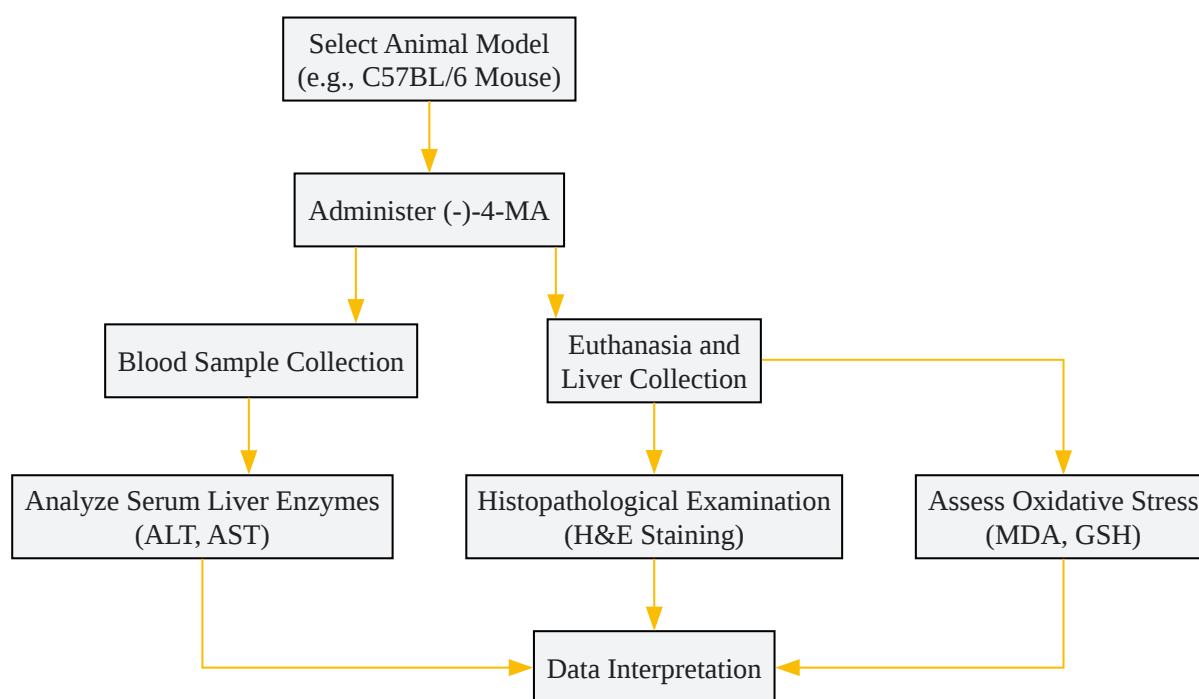 Select Animal Model
(e.g., C57BL/6 Mouse)
Administer (-)-4-MA
Blood Sample Collection
Euthanasia and
Liver Collection
Analyze Serum Liver Enzymes
(ALT, AST)
Histopathological Examination
(H&E Staining)
Assess Oxidative Stress
(MDA, GSH)
Data Interpretation